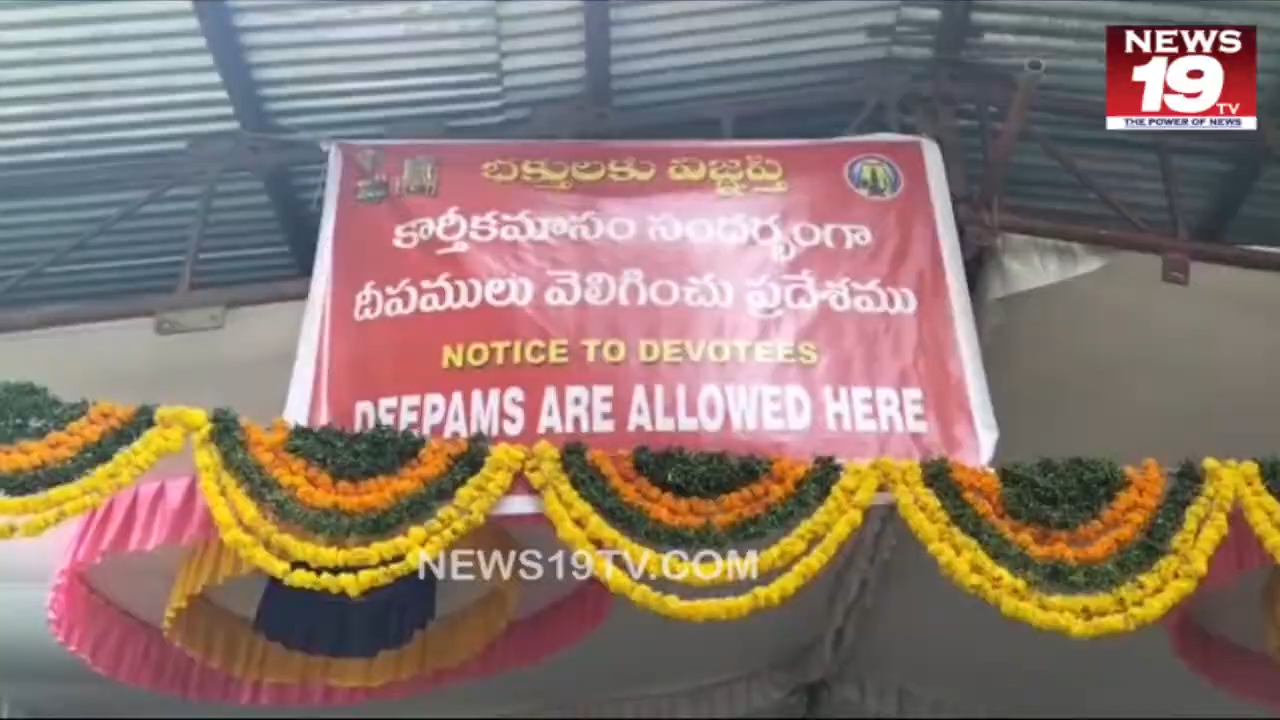 NEWS
19
TV
THE POWER OF NEWS
భక్తులకు విజ్ఞప్తి
కార్తీకమాసం సందర్భంగా
దీపములు వెలిగించు ప్రదేశము
NOTICE TO DEVOTEES
DEEPAMS ARE ALLOWED HERE
NEWS19TV.COM